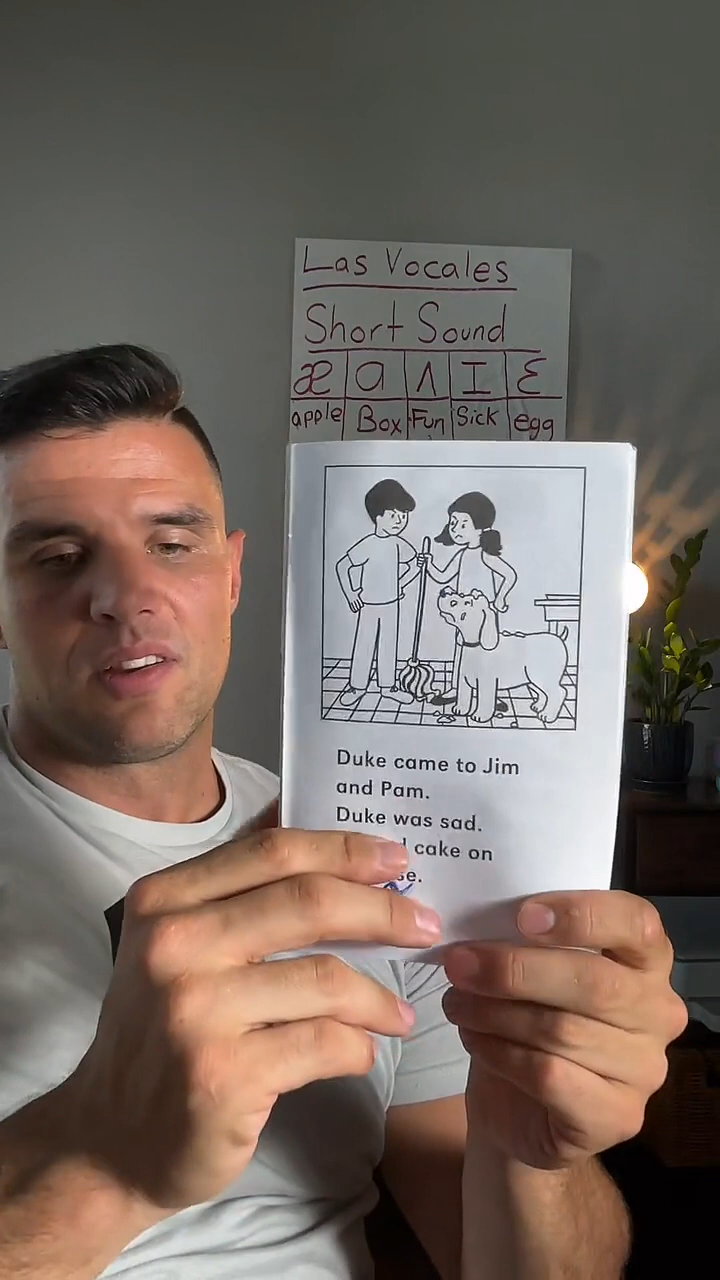 Las Vocales
Short Sound
æ a ʌ I ɛ
apple Box Fun Sick egg
Duke came to Jim
and Pam.
Duke was sad.
cake on